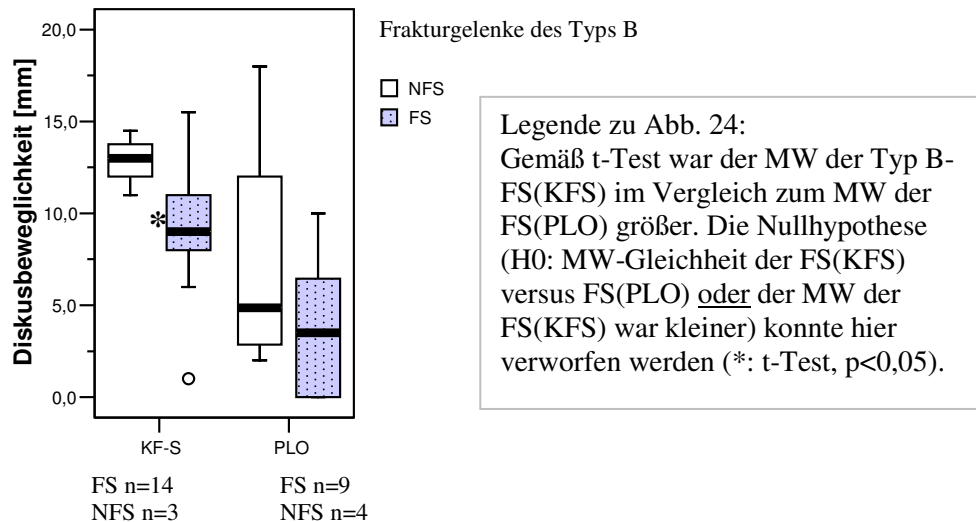 Frakturgelenke des Typs B
NFS
FS
Diskusbeweglichkeit [mm]
20,0
15,0
10,0
5,0
0,0
*
KF-S PLO
FS n=14 FS n=9
NFS n=3 NFS n=4
Legende zu Abb. 24:
Gemäß t-Test war der MW der Typ B-
FS(KFS) im Vergleich zum MW der
FS(PLO) größer. Die Nullhypothese
(H0: MW-Gleichheit der FS(KFS)
versus FS(PLO) oder der MW der
FS(KFS) war kleiner) konnte hier
verworfen werden (*: t-Test, p<0,05).